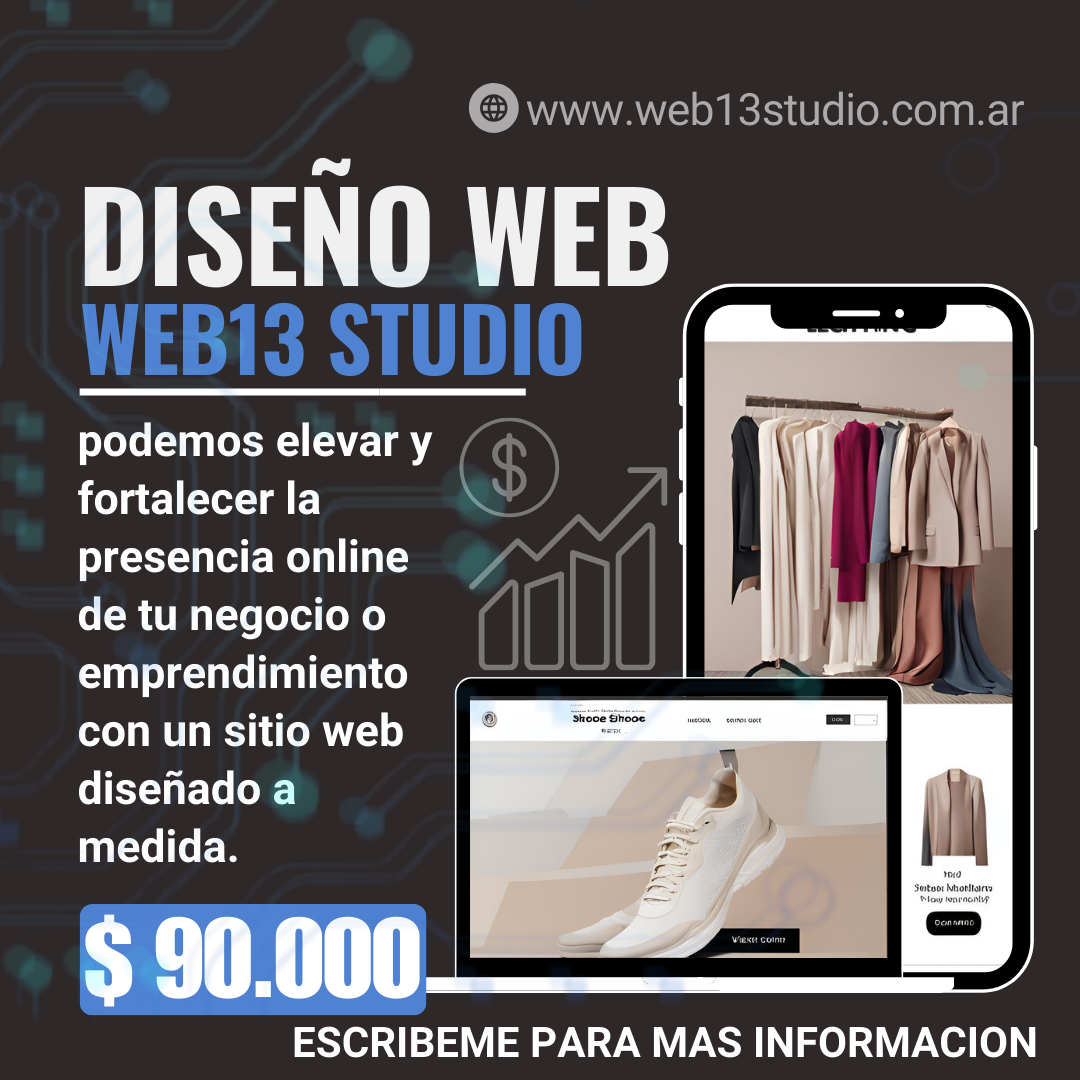 www.web13studio.com.ar
DISEÑO WEB
WEB13 STUDIO
podemos elevar y
fortalecer la
presencia online
de tu negocio o
emprendimiento
con un sitio web
diseñado a
medida.
$
$ 90.000
ESCRIBEME PARA MAS INFORMACION